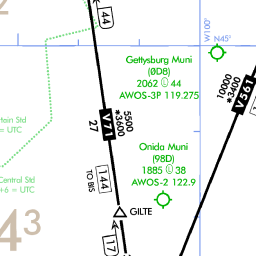 2
44
W100°
N45°
Gettysburg Muni
(0D8)
2062 44
AWOS-3P 119.275
10000
*3400
V561
5500
*3600
V71
27
tain Std
= UTC
Onida Muni
(98D)
1885 38
AWOS-2 122.9
144
TO BIS
Central Std
+6 = UTC
GILTE
43
17